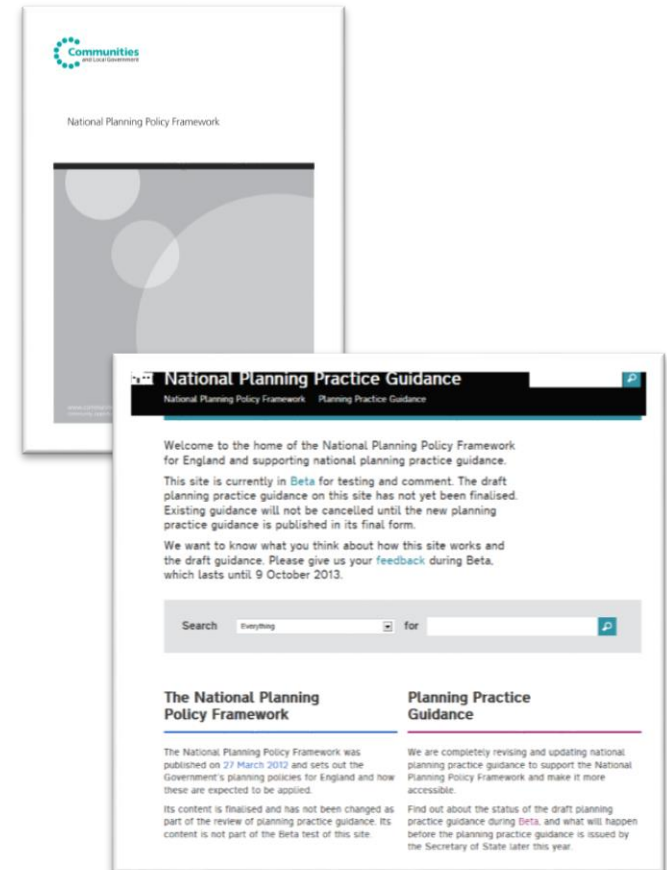 Communities
and Local Government
National Planning Policy Framework
National Planning Practice Guidance
National Planning Policy Framework Planning Practice Guidance
Welcome to the home of the National Planning Policy Framework
for England and supporting national planning practice guidance.
This site is currently in Beta for testing and comment. The draft
planning practice guidance on this site has not yet been finalised.
Existing guidance will not be cancelled until the new planning
practice guidance is published in its final form.
We want to know what you think about how this site works and
the draft guidance. Please give us your feedback during Beta,
which lasts until 9 October 2013.
Search Everything for
The National Planning
Policy Framework
The National Planning Policy Framework was
published on 27 March 2012 and sets out the
Government's planning policies for England and how
these are expected to be applied.
Its content is finalised and has not been changed as
part of the review of planning practice guidance. Its
content is not part of the Beta test of this site.
Planning Practice
Guidance
We are completely revising and updating national
planning practice guidance to support the National
Planning Policy Framework and make it more
accessible.
Find out about the status of the draft planning
practice guidance during Beta, and what will happen
before the planning practice guidance is issued by
the Secretary of State later this year.